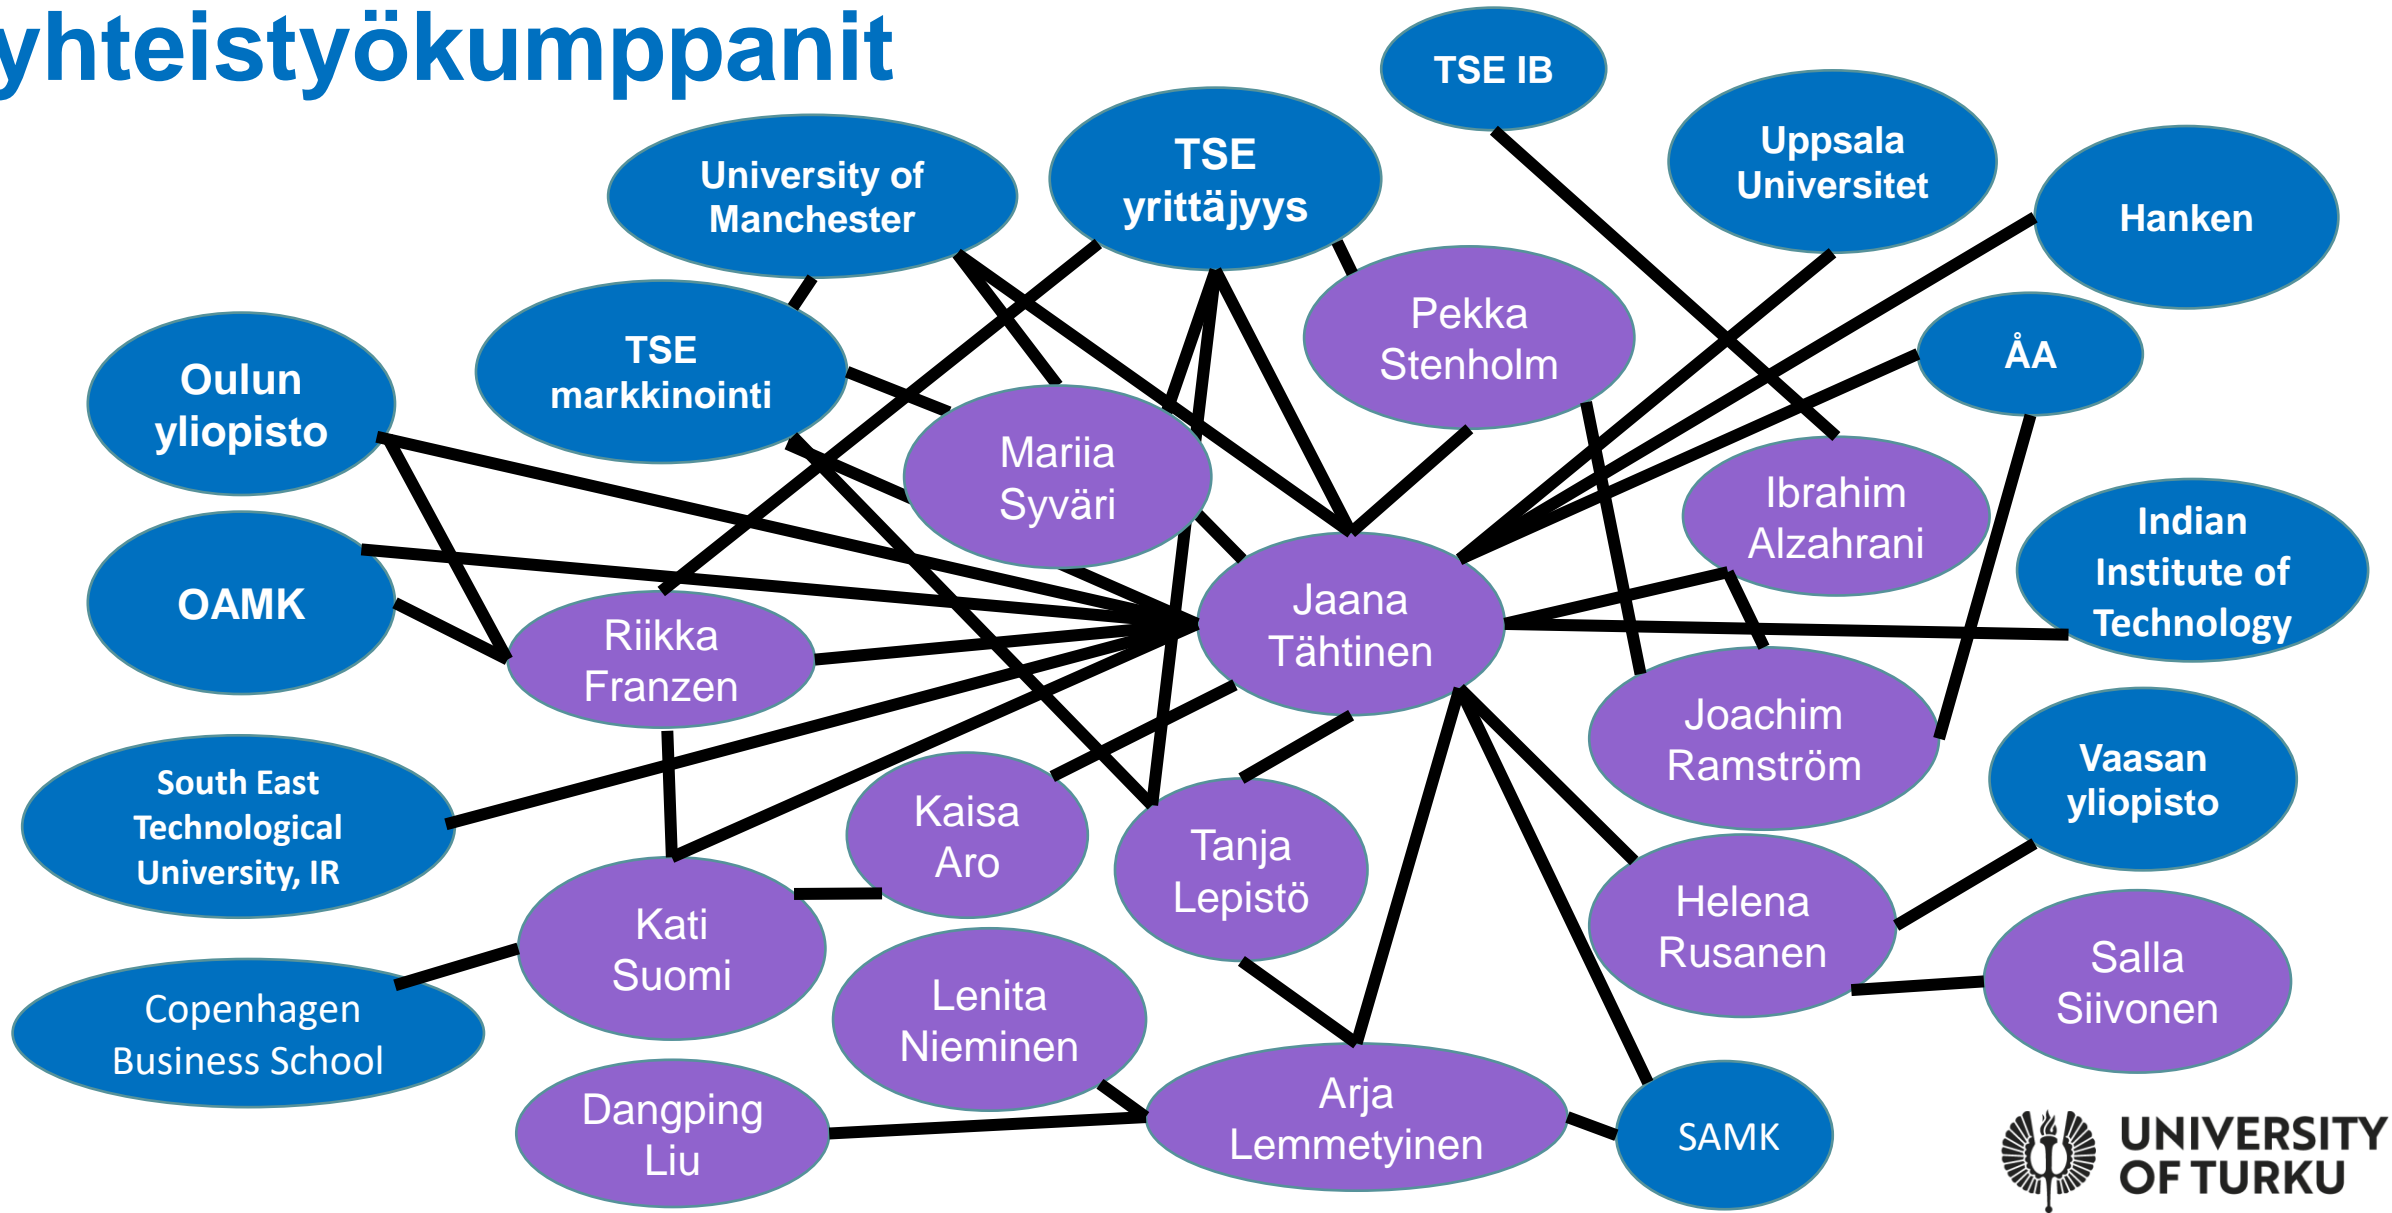 yhteistyökumppanit
TSE IB
University of
Manchester
TSE
yrittäjyys
Uppsala
Universitet
Hanken
Oulun
yliopisto
TSE
markkinointi
Pekka
Stenholm
ÅA
Mariia
Syväri
Ibrahim
Alzahrani
Indian
Institute of
Technology
OAMK
Riikka
Franzen
Jaana
Tähtinen
Joachim
Ramström
Vaasan
yliopisto
South East
Technological
University, IR
Kaisa
Aro
Tanja
Lepistö
Helena
Rusanen
Kati
Suomi
Salla
Siivonen
Copenhagen
Business School
Lenita
Nieminen
Dangping
Liu
Arja
Lemmetyinen
SAMK
UNIVERSITY
OF TURKU